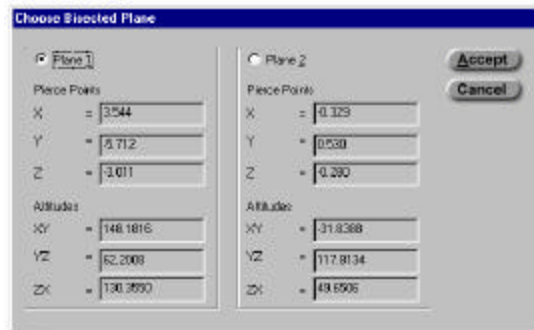 Choose Bisected Plane
Plane 1
Pierce Points
X = 3.544
Y = -5.712
Z = -3.011
Altitudes
XY = 148.1816
YZ = 62.2008
ZX =
Plane 2
Pierce Points
X = -0.329
Y = 0.530
Z = -0.280
Altitudes
XY = -31.8388
YZ = 117.8134
ZX = 49.6506
Accept
Cancel